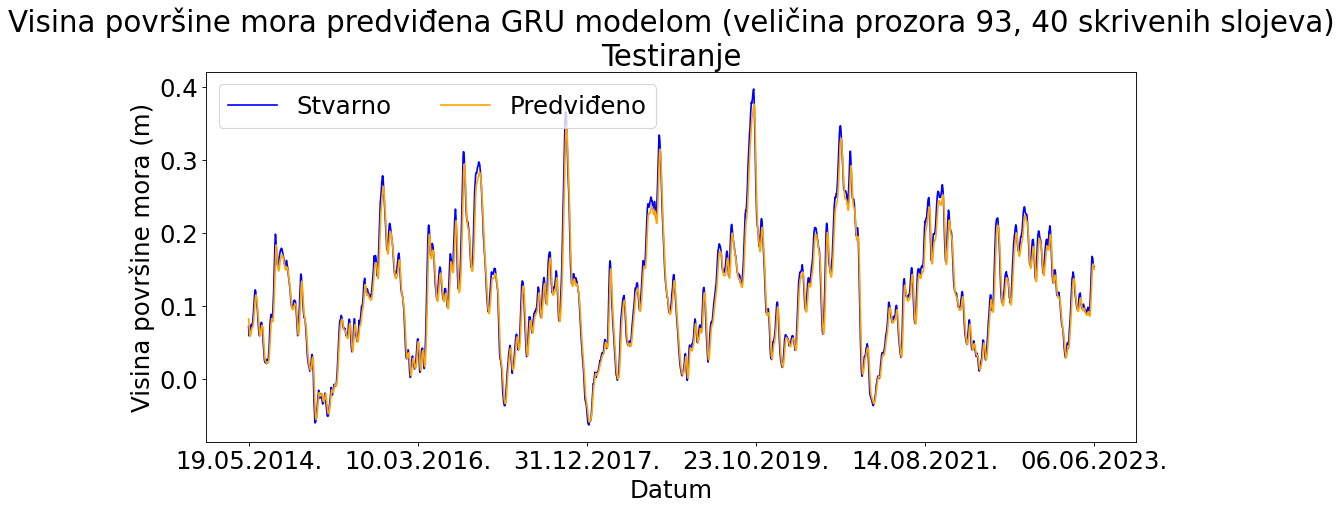 Visina površine mora predviđena GRU modelom (veličina prozora 93, 40 skrivenih slojeva)
Testiranje
Stvarno
Predviđeno
Visina površine mora (m)
0.4
0.3
0.2
0.1
0.0
19.05.2014.
10.03.2016.
31.12.2017.
23.10.2019.
14.08.2021.
06.06.2023.
Datum